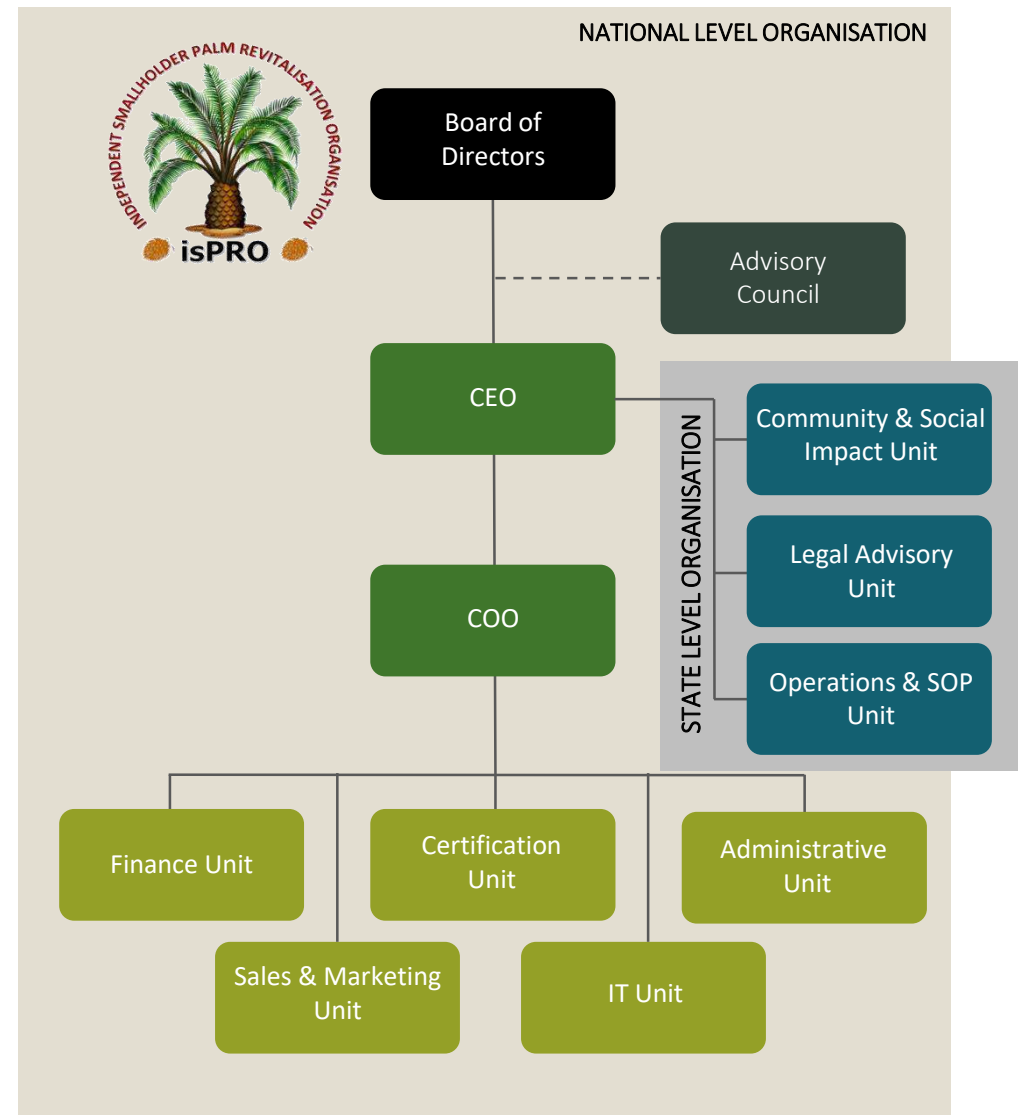 NATIONAL LEVEL ORGANISATION
INDEPENDENT SMALLHOLDER PALM REVITALISATION ORGANISATION
isPRO
Board of
Directors
Advisory
Council
CEO
STATE LEVEL ORGANISATION
Community & Social
Impact Unit
Legal Advisory
Unit
COO
Operations & SOP
Unit
Finance Unit
Certification
Unit
Administrative
Unit
Sales & Marketing
Unit
IT Unit